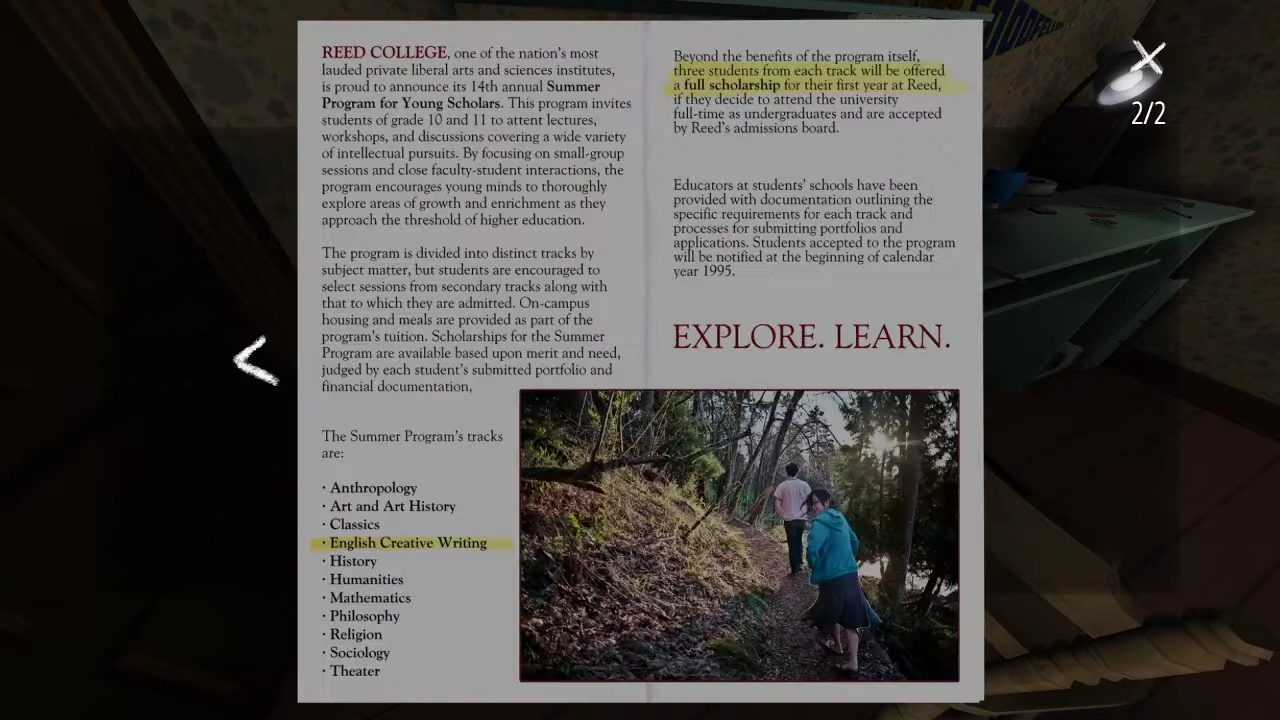 REED COLLEGE, one of the nation's most
lauded private liberal arts and sciences institutes,
is proud to announce its 14th annual Summer
Program for Young Scholars. This program invites
students of grade 10 and 11 to attent lectures,
workshops, and discussions covering a wide variety
of intellectual pursuits. By focusing on small-group
sessions and close faculty-student interactions, the
program encourages young minds to thoroughly
explore areas of growth and enrichment as they
approach the threshold of higher education.
The program is divided into distinct tracks by
subject matter, but students are encouraged to
select sessions from secondary tracks along with
that to which they are admitted. On-campus
housing and meals are provided as part of the
program's tuition. Scholarships for the Summer
Program are available based upon merit and need,
judged by each student's submitted portfolio and
financial documentation,
The Summer Program's tracks
are:
· Anthropology
· Art and Art History
· Classics
· English Creative Writing
· History
· Humanities
· Mathematics
· Philosophy
· Religion
· Sociology
· Theater
Beyond the benefits of the program itself,
three students from each track will be offered
a full scholarship for their first year at Reed,
if they decide to attend the university
full-time as undergraduates and are accepted
by Reed's admissions board.
Educators at students' schools have been
provided with documentation outlining the
specific requirements for each track and
processes for submitting portfolios and
applications. Students accepted to the program
will be notified at the beginning of calendar
year 1995.
EXPLORE. LEARN.
2/2